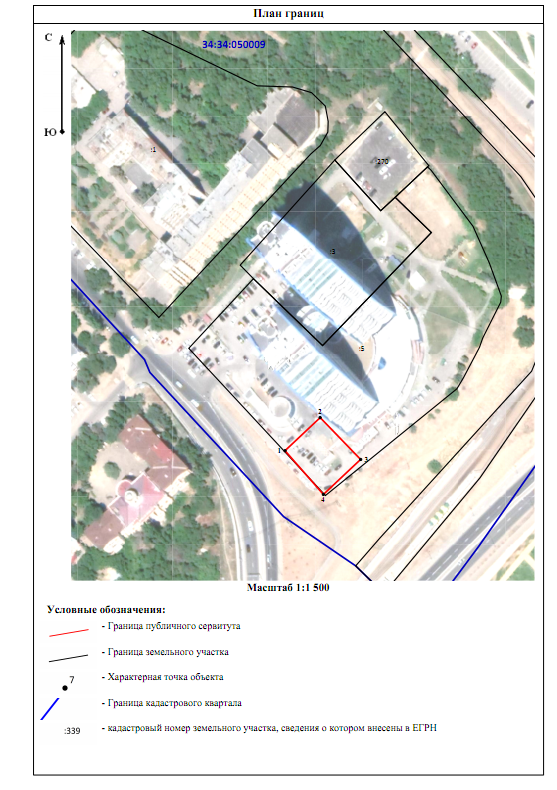 План границ
С
34:34:050009
Ю
:1
:270
:3
:5
2
1
3
4
Масштаб 1:1 500
Условные обозначения:
- Граница публичного сервитута
- Граница земельного участка
7
- Характерная точка объекта
- Граница кадастрового квартала
:339
- кадастровый номер земельного участка, сведения о котором внесены в ЕГРН